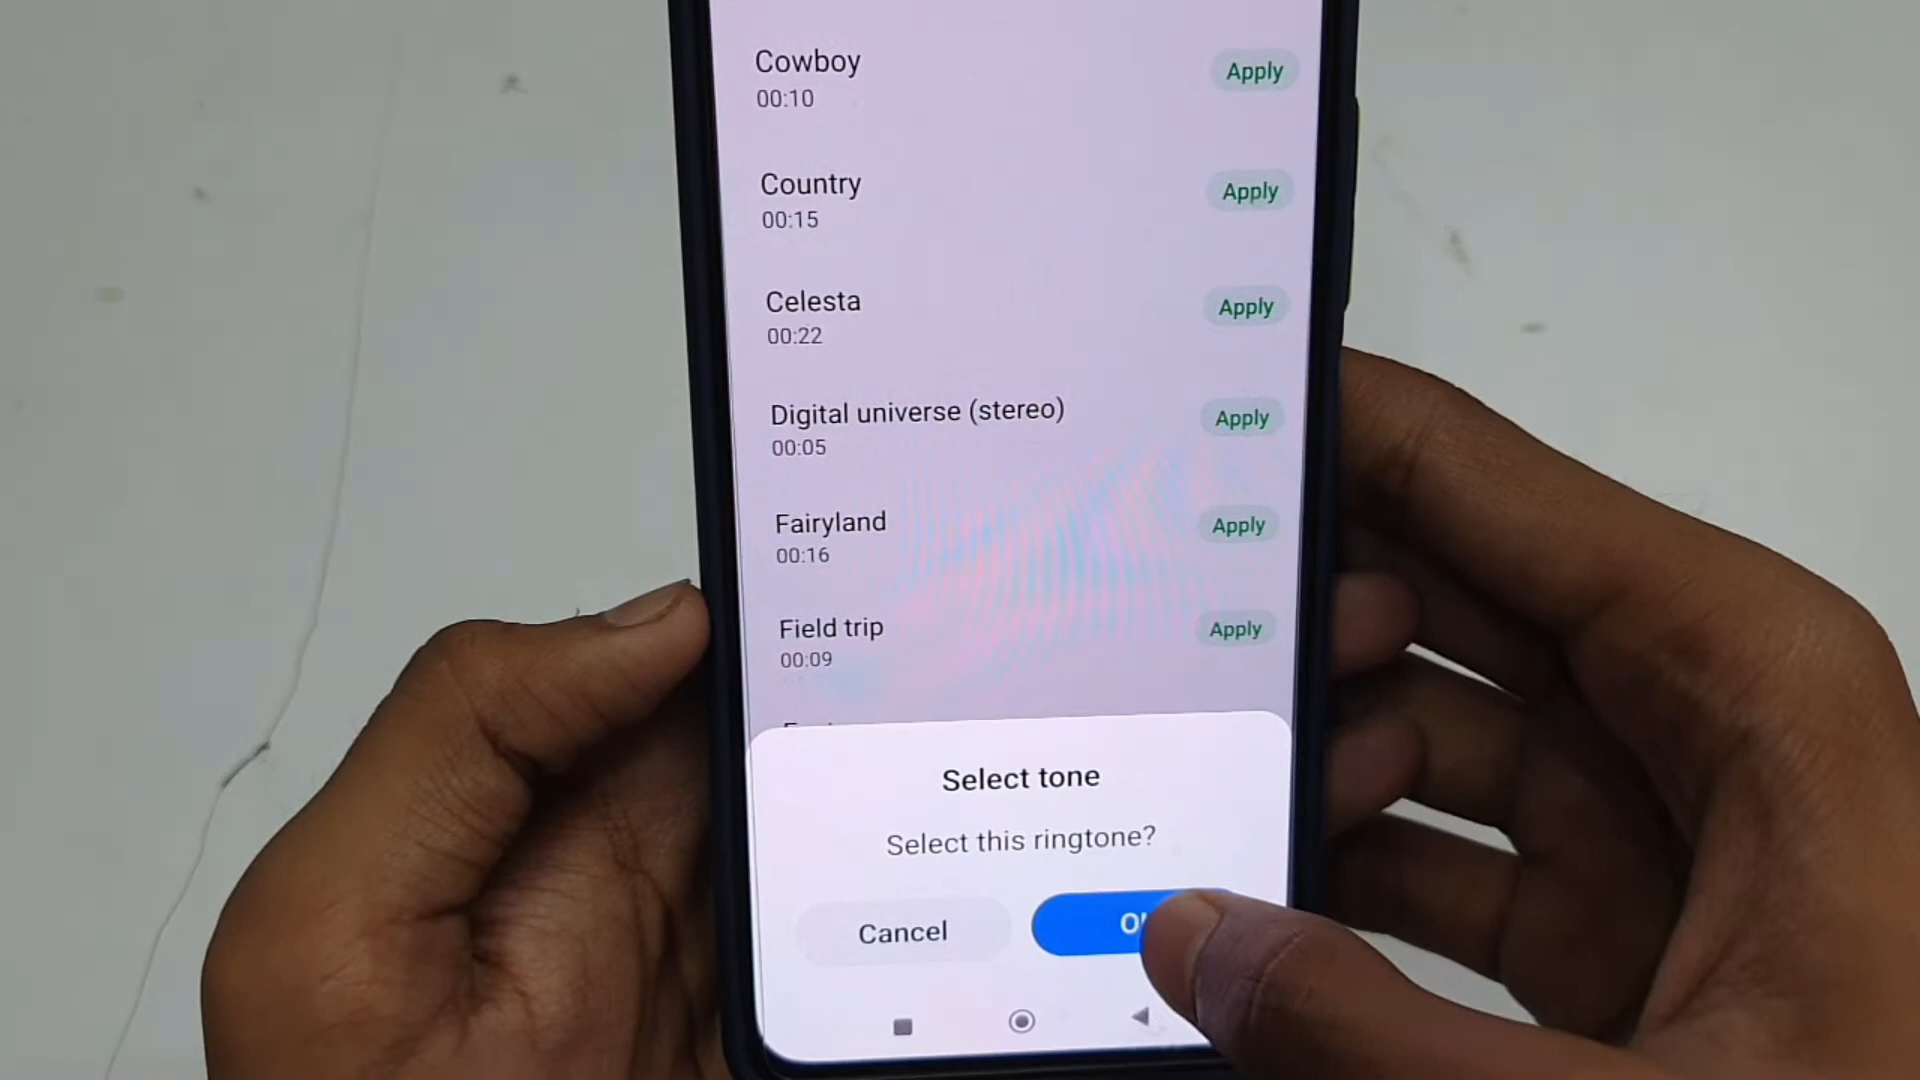 Cowboy
00:10
Apply
Country
00:15
Apply
Celesta
00:22
Apply
Digital universe (stereo)
00:05
Apply
Fairyland
00:16
Apply
Field trip
00:09
Apply
Select tone
Select this ringtone?
Cancel